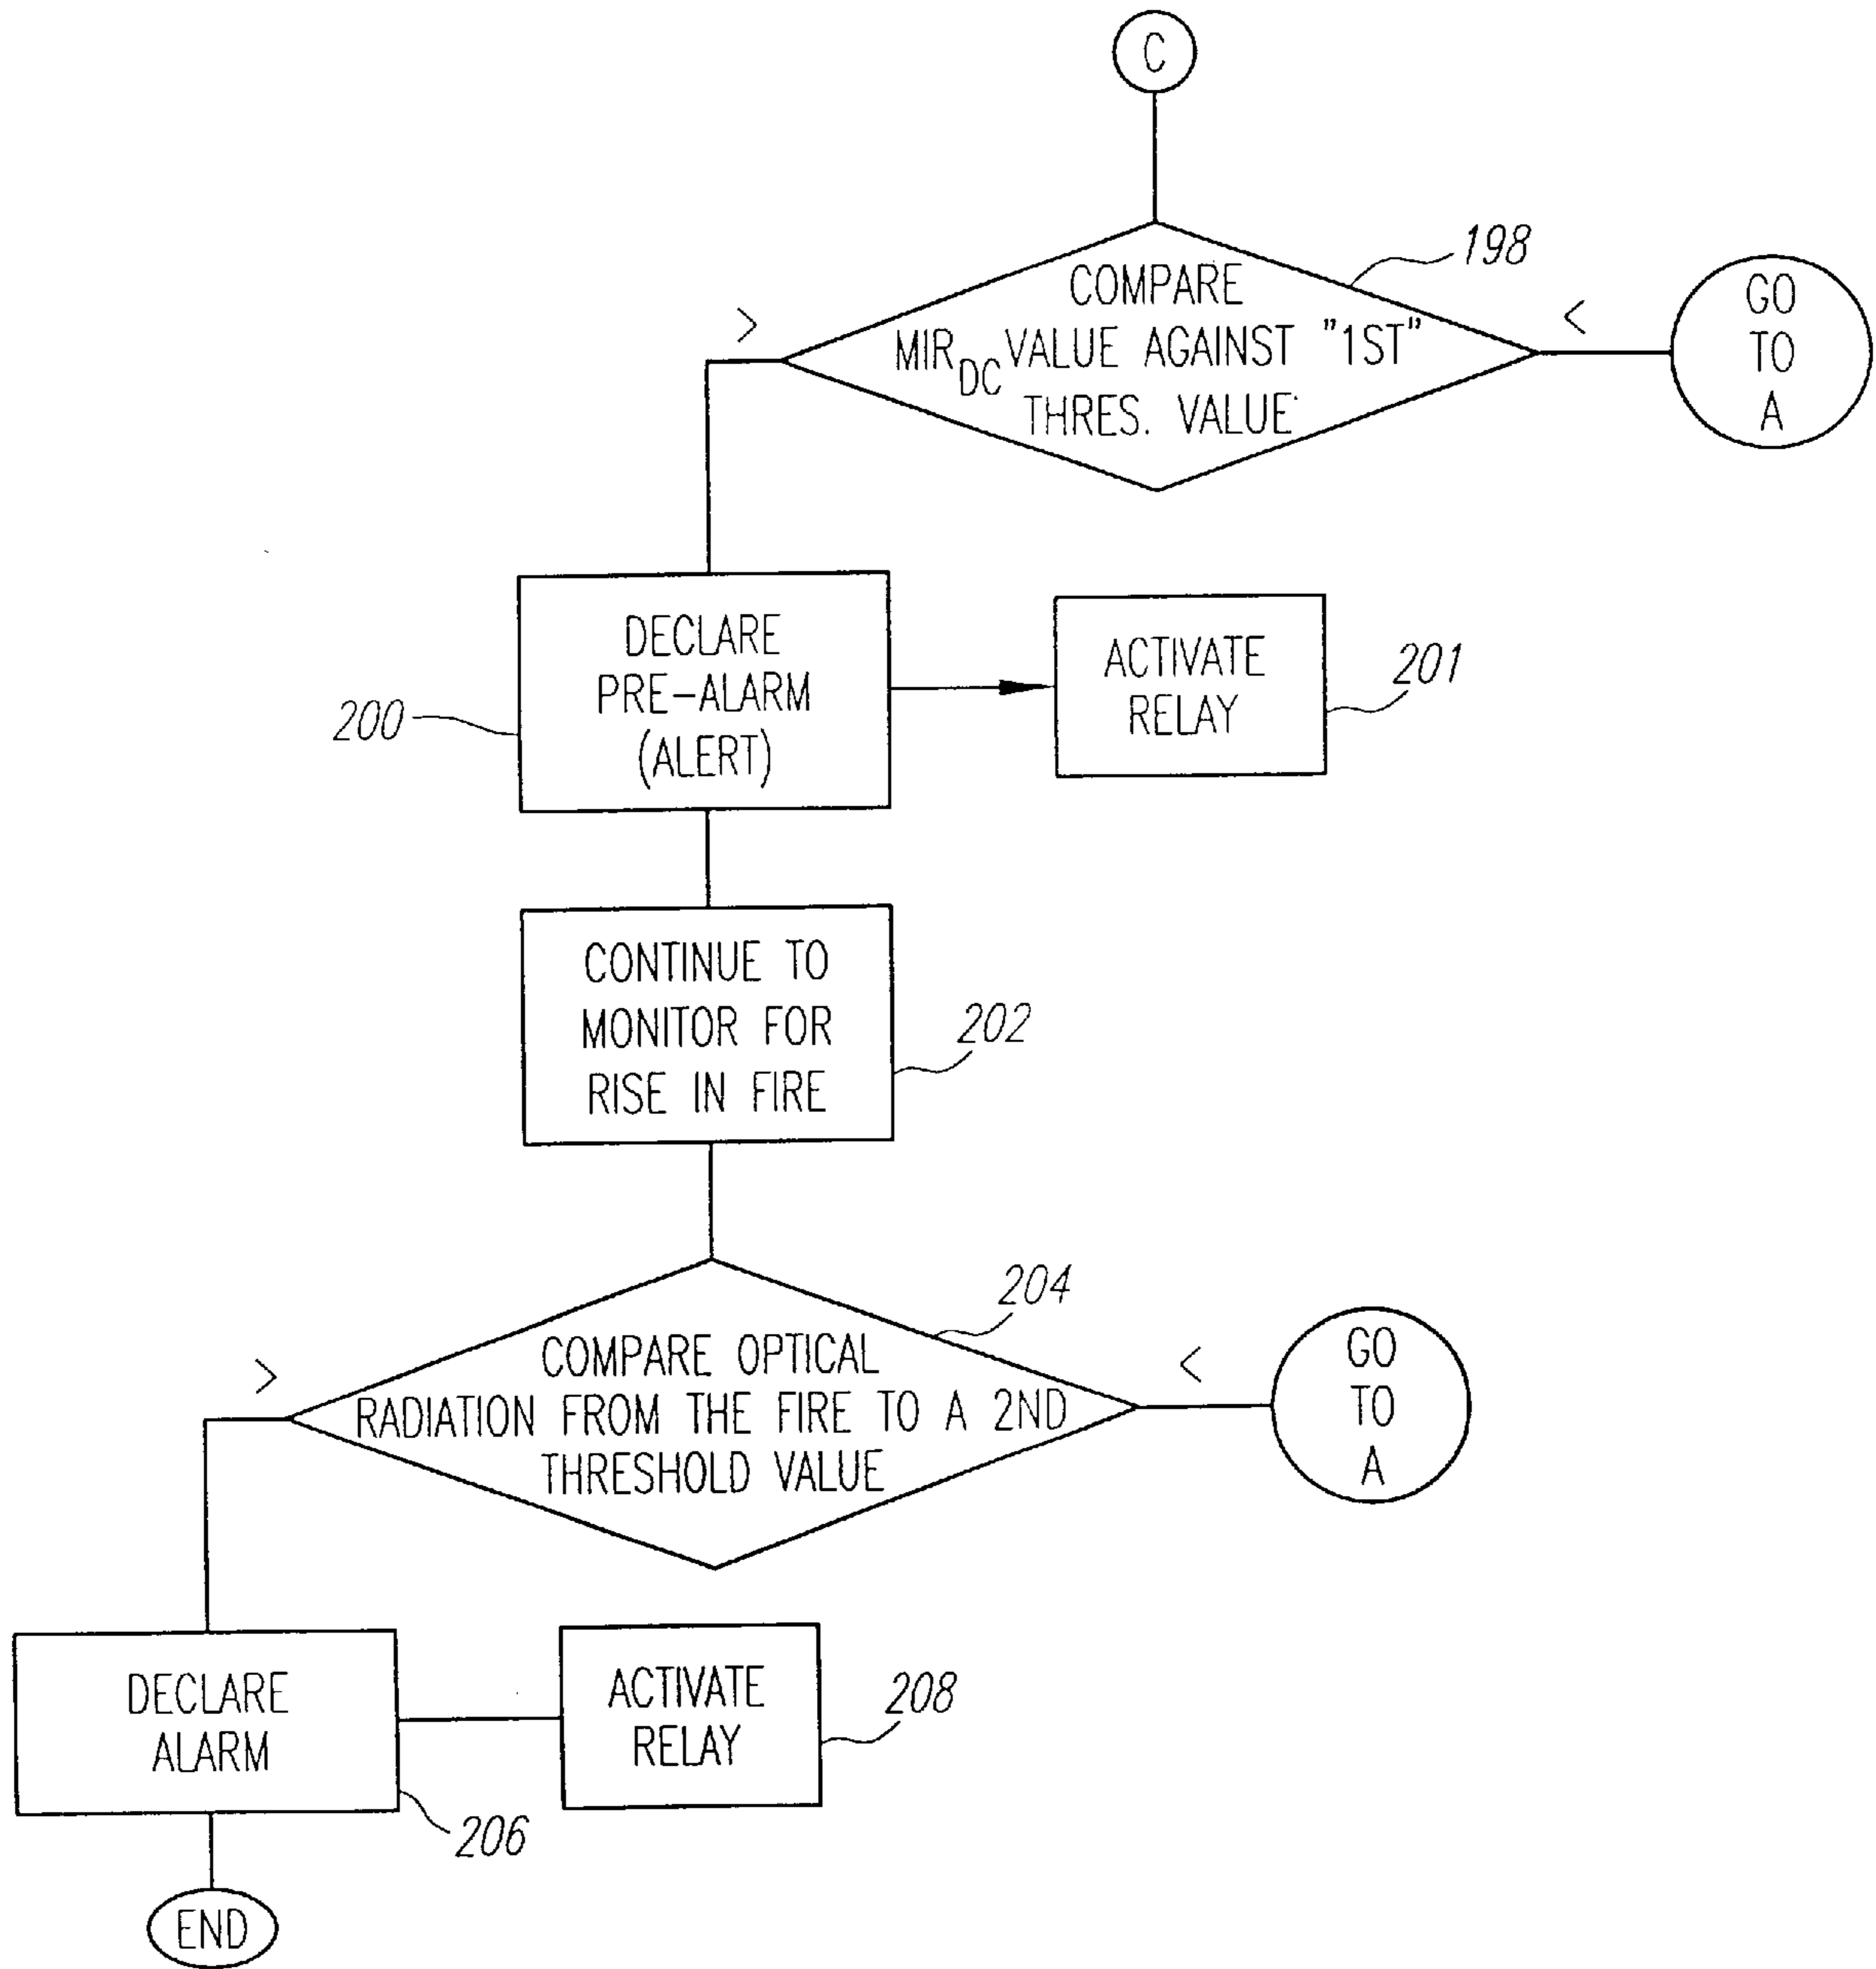 C
198
COMPARE
MIR_DC VALUE AGAINST "1ST"
THRES. VALUE
>
<
GO
TO
A
DECLARE
PRE-ALARM
(ALERT)
200
ACTIVATE
RELAY
201
CONTINUE TO
MONITOR FOR
RISE IN FIRE
202
204
COMPARE OPTICAL
RADIATION FROM THE FIRE TO A 2ND
THRESHOLD VALUE
>
<
GO
TO
A
DECLARE
ALARM
206
ACTIVATE
RELAY
208
END